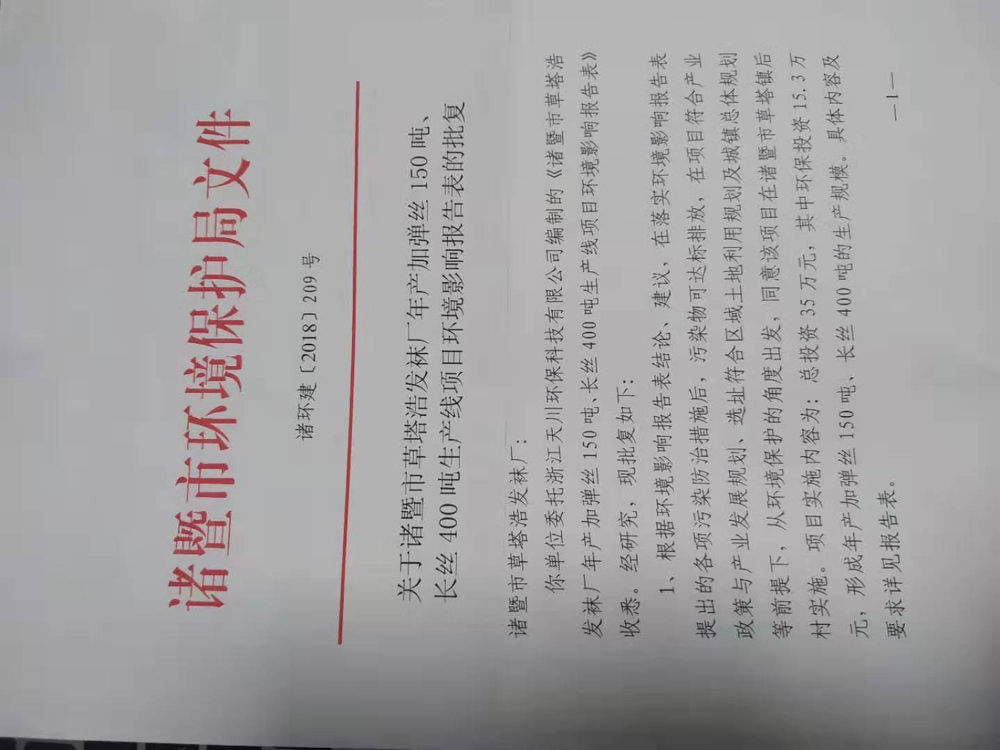 诸暨市环境保护局文件
诸环建〔2018〕209号
关于诸暨市草塔浩发袜厂年产加弹丝150吨、
长丝400吨生产线项目环境影响报告表的批复
诸暨市草塔浩发袜厂：
你单位委托浙江天川环保科技有限公司编制的《诸暨市草塔浩
发袜厂年产加弹丝150吨、长丝400吨生产线项目环境影响报告表》
收悉。经研究，现批复如下：
1、根据环境影响报告表结论、建议，在落实环境影响报告表
提出的各项污染防治措施后，污染物可达标排放，在项目符合产业
政策与产业发展规划、选址符合区域土地利用规划及城镇总体规划
等前提下，从环境保护的角度出发，同意该项目在诸暨市草塔镇后
村实施。项目实施内容为：总投资35万元，其中环保投资15.3万
元，形成年产加弹丝150吨、长丝400吨的生产规模。具体内容及
要求详见报告表。
—1—